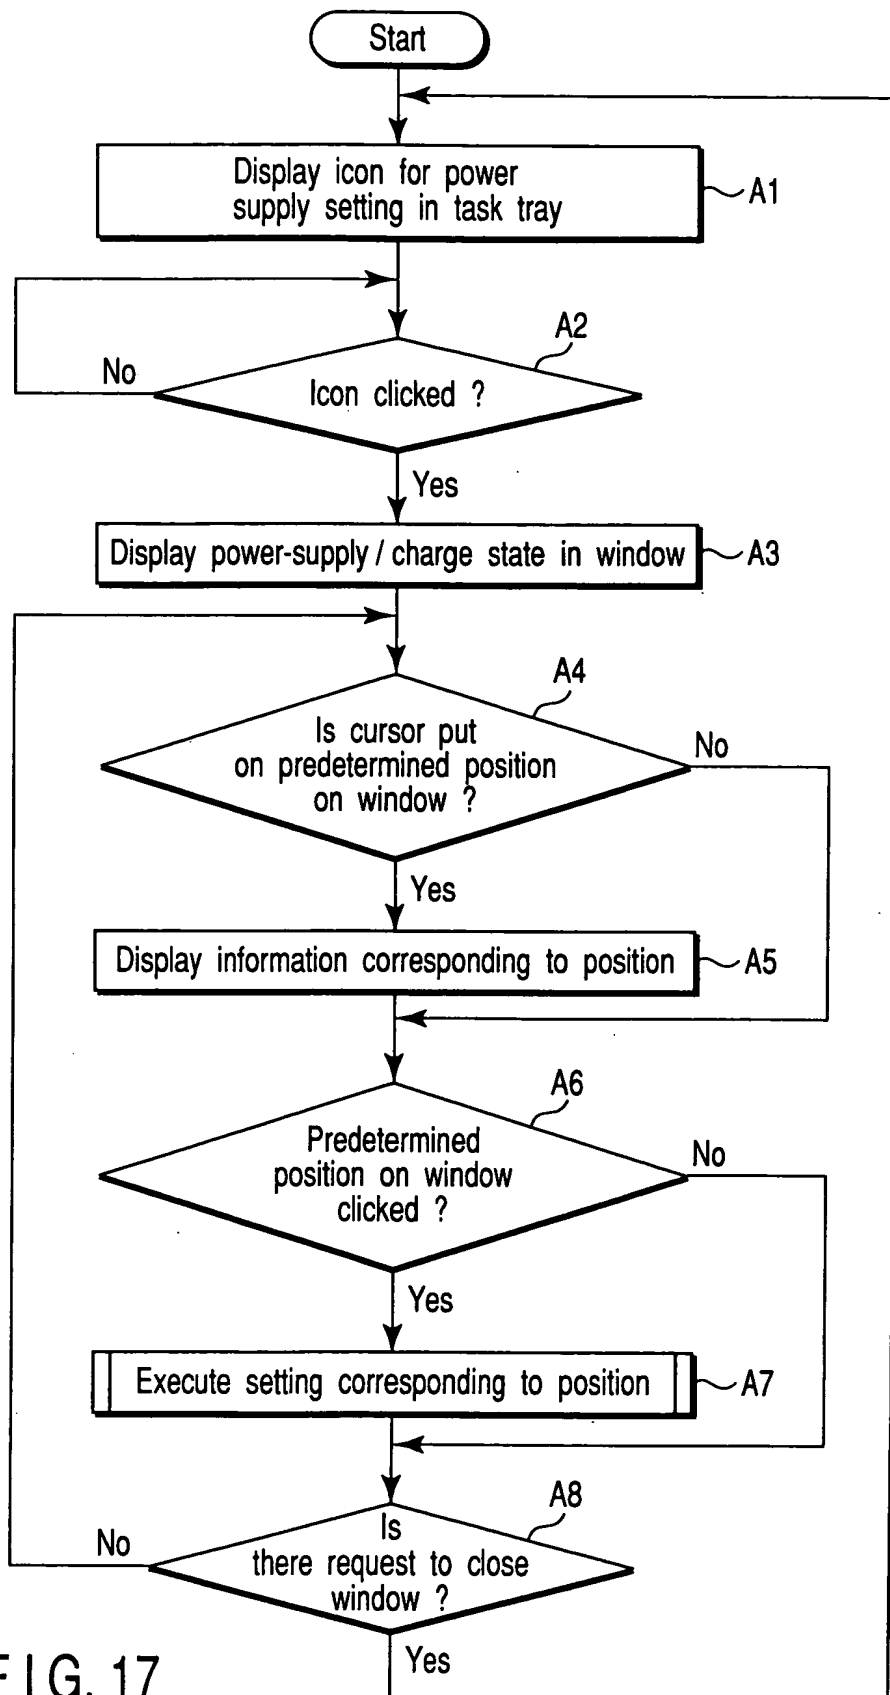 Start
Display icon for power
supply setting in task tray
A1
A2
No
Icon clicked ?
Yes
Display power-supply / charge state in window
A3
A4
Is cursor put
on predetermined position
on window ?
No
Yes
Display information corresponding to position
A5
A6
Predetermined
position on window
clicked ?
No
Yes
Execute setting corresponding to position
A7
A8
No
Is
there request to close
window ?
Yes
FIG. 17